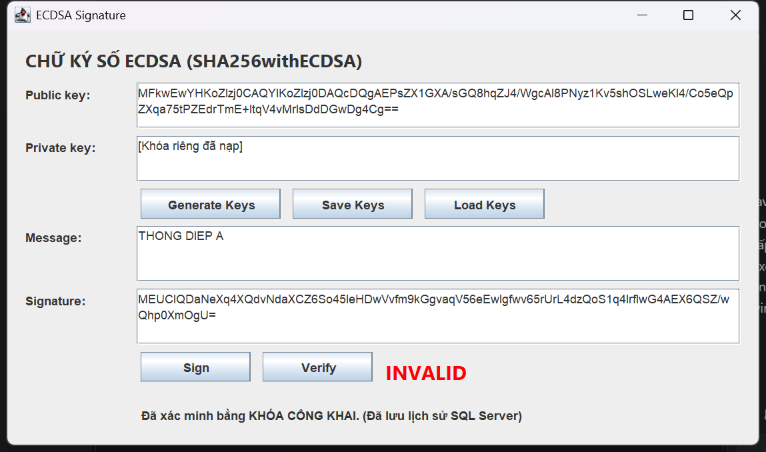 ECDSA Signature
CHỮ KÝ SỐ ECDSA (SHA256withECDSA)
Public key:
MFkwEwYHKoZIzj0CAQYIKoZIzj0DAQcDQgAEPsZX1GXA/sGQ8hqZJ4/WgcAl8PNyz1Kv5shOSLweKl4/Co5eQp
ZXqa75tPZEdrTmE+ltqV4vMrlsDdDGwDg4Cg==
Private key:
[Khóa riêng đã nạp]
Generate Keys
Save Keys
Load Keys
Message:
THONG DIEP A
Signature:
MEUCIQDaNeXq4XQdvNdaXCZ6So45leHDwVvfm9kGgvaqV56eEwIgfwv65rUrL4dzQoS1q4lrflwG4AEX6QSZ/w
Qhp0XmOgU=
Sign
Verify
INVALID
Đã xác minh bằng KHÓA CÔNG KHAI. (Đã lưu lịch sử SQL Server)